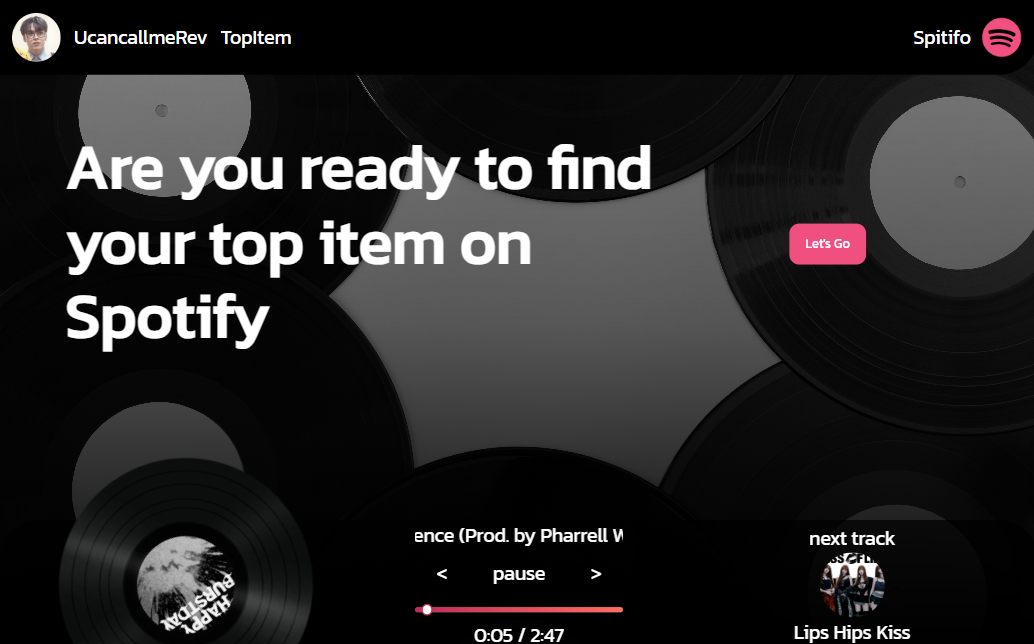 UcancallmeRev TopItem
Spitifo
Are you ready to find
your top item on
Spotify
Let's Go
ence (Prod. by Pharrell W
next track
< pause >
HAPPY
BURSTDAY
0:05 / 2:47
Lips Hips Kiss